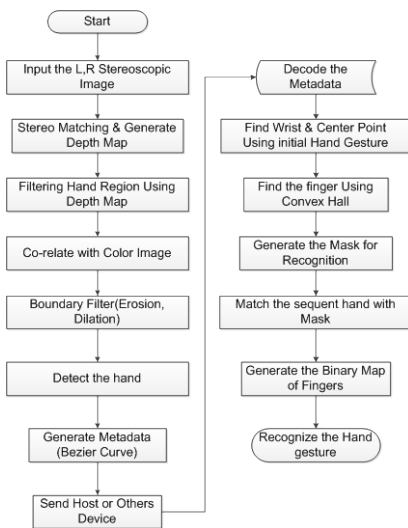 Start
Input the L,R Stereoscopic
Image
Stereo Matching & Generate
Depth Map
Filtering Hand Region Using
Depth Map
Co-relate with Color Image
Boundary Filter(Erosion,
Dilation)
Detect the hand
Generate Metadata
(Bezier Curve)
Send Host or Others
Device
Decode the
Metadata
Find Wrist & Center Point
Using initial Hand Gesture
Find the finger Using
Convex Hall
Generate the Mask for
Recognition
Match the sequent hand with
Mask
Generate the Binary Map
of Fingers
Recognize the Hand
gesture